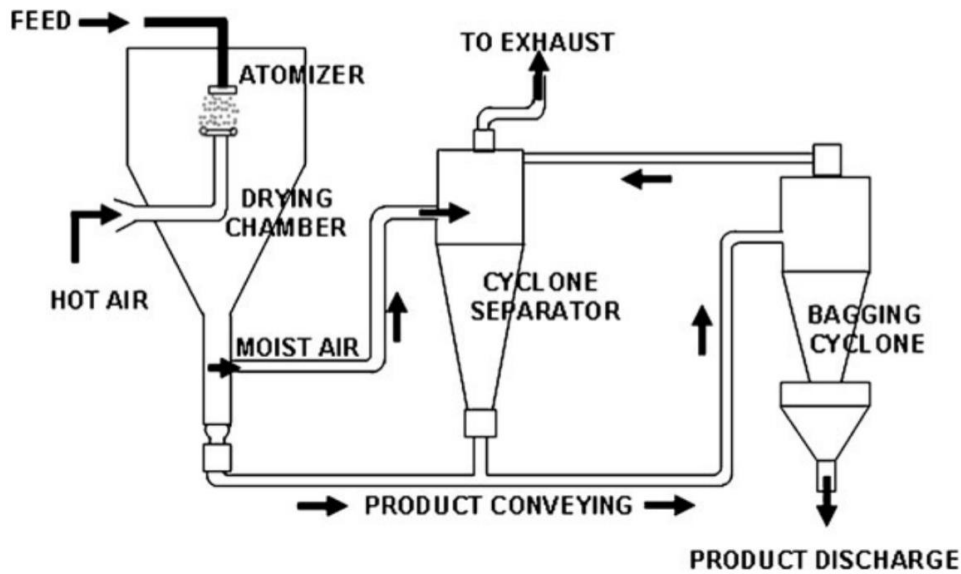 FEED
ATOMIZER
TO EXHAUST
DRYING
CHAMBER
HOT AIR
CYCLONE
SEPARATOR
MOIST AIR
BAGGING
CYCLONE
PRODUCT CONVEYING
PRODUCT DISCHARGE